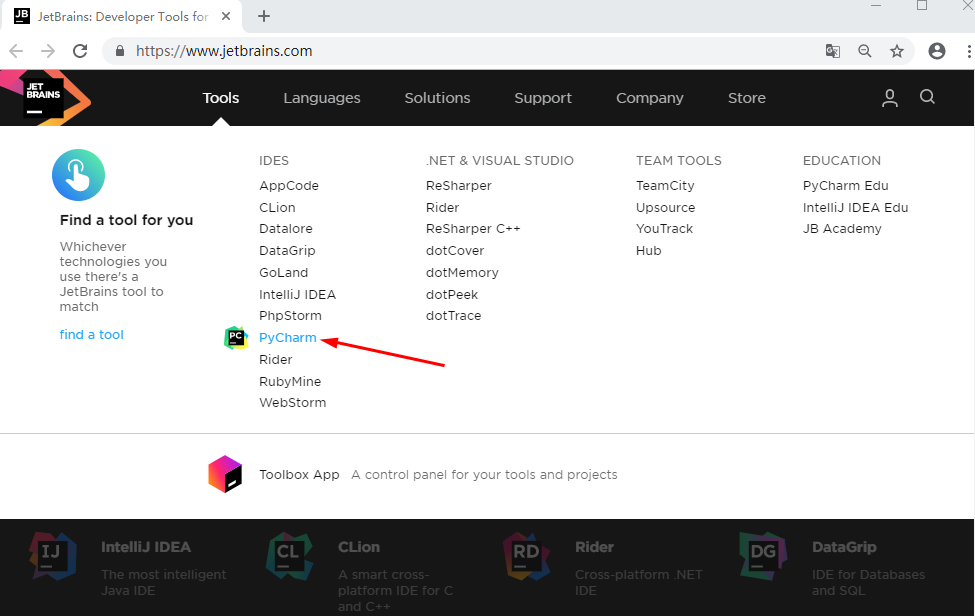 JB
JetBrains: Developer Tools for
https://www.jetbrains.com
JET
BRAINS
Tools
Languages
Solutions
Support
Company
Store
Find a tool for you
Whichever
technologies you
use there's a
JetBrains tool to
match
find a tool
IDES
AppCode
CLion
Datalore
DataGrip
GoLand
IntelliJ IDEA
PhpStorm
PC
PyCharm
Rider
RubyMine
WebStorm
.NET & VISUAL STUDIO
ReSharper
Rider
ReSharper C++
dotCover
dotMemory
dotPeek
dotTrace
TEAM TOOLS
TeamCity
Upsource
YouTrack
Hub
EDUCATION
PyCharm Edu
IntelliJ IDEA Edu
JB Academy
Toolbox App A control panel for your tools and projects
IJ
IntelliJ IDEA
The most intelligent
Java IDE
CL
CLion
A smart cross-
platform IDE for C
and C++
RD
Rider
Cross-platform .NET
IDE
DG
DataGrip
IDE for Databases
and SQL